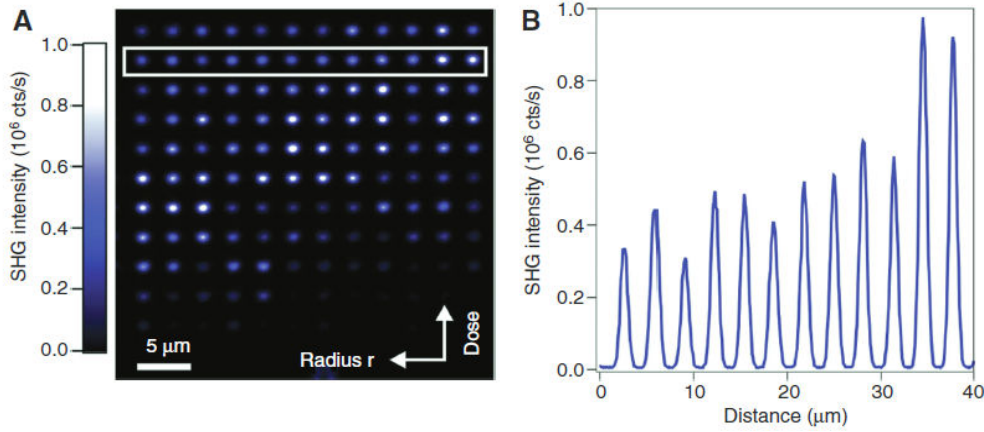 A
SHG intensity (10⁶ cts/s)
1.0
0.8
0.6
0.4
0.2
0.0
5 μm
Radius r
Dose
B
SHG intensity (10⁶ cts/s)
1.0
0.8
0.6
0.4
0.2
0.0
0 10 20 30 40
Distance (μm)